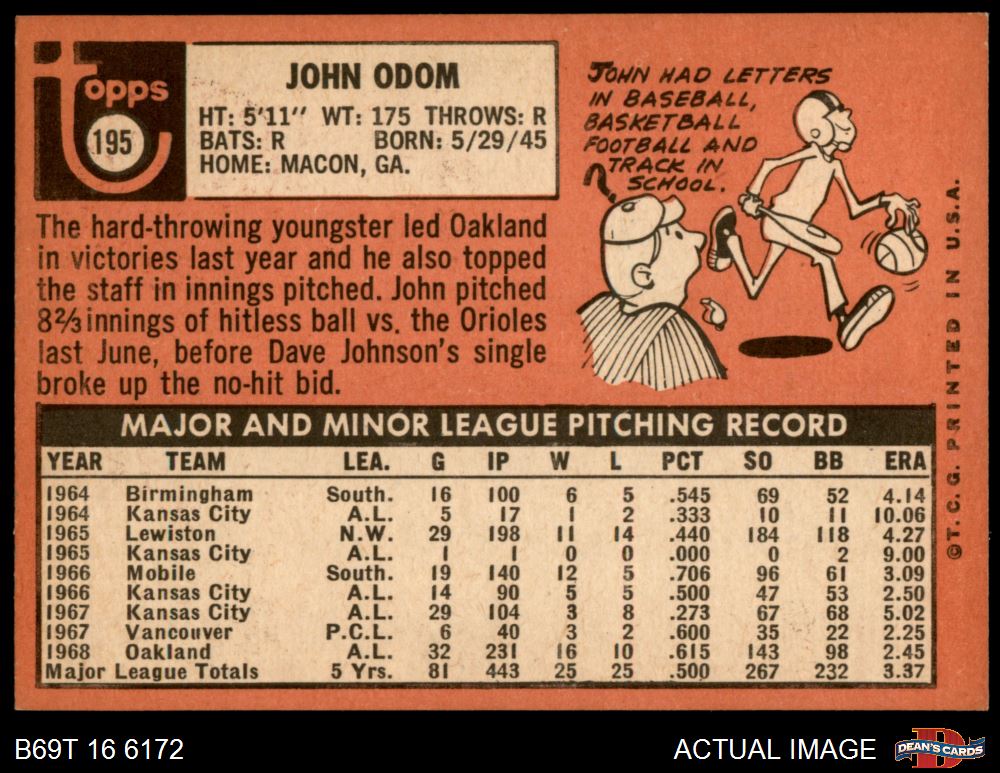 Topps
195
JOHN ODOM
HT: 5'11" WT: 175 THROWS: R
BATS: R BORN: 5/29/45
HOME: MACON, GA.
JOHN HAD LETTERS
IN BASEBALL,
BASKETBALL
FOOTBALL AND
TRACK IN
SCHOOL.
?
The hard-throwing youngster led Oakland
in victories last year and he also topped
the staff in innings pitched. John pitched
8⅔ innings of hitless ball vs. the Orioles
last June, before Dave Johnson's single
broke up the no-hit bid.
MAJOR AND MINOR LEAGUE PITCHING RECORD
YEAR TEAM LEA. G IP W L PCT SO BB ERA
1964 Birmingham South. 16 100 6 5 .545 69 52 4.14
1964 Kansas City A.L. 5 17 1 2 .333 10 11 10.06
1965 Lewiston N.W. 29 198 11 14 .440 184 118 4.27
1965 Kansas City A.L. 1 1 0 0 .000 0 2 9.00
1966 Mobile South. 19 140 12 5 .706 96 61 3.09
1966 Kansas City A.L. 14 90 5 5 .500 47 53 2.50
1967 Kansas City A.L. 29 104 3 8 .273 67 68 5.02
1967 Vancouver P.C.L. 6 40 3 2 .600 35 22 2.25
1968 Oakland A.L. 32 231 16 10 .615 143 98 2.45
Major League Totals 5 Yrs. 81 443 25 25 .500 267 232 3.37
©T.C.G. PRINTED IN U.S.A.
B69T 16 6172
ACTUAL IMAGE
D
DEAN'S CARDS